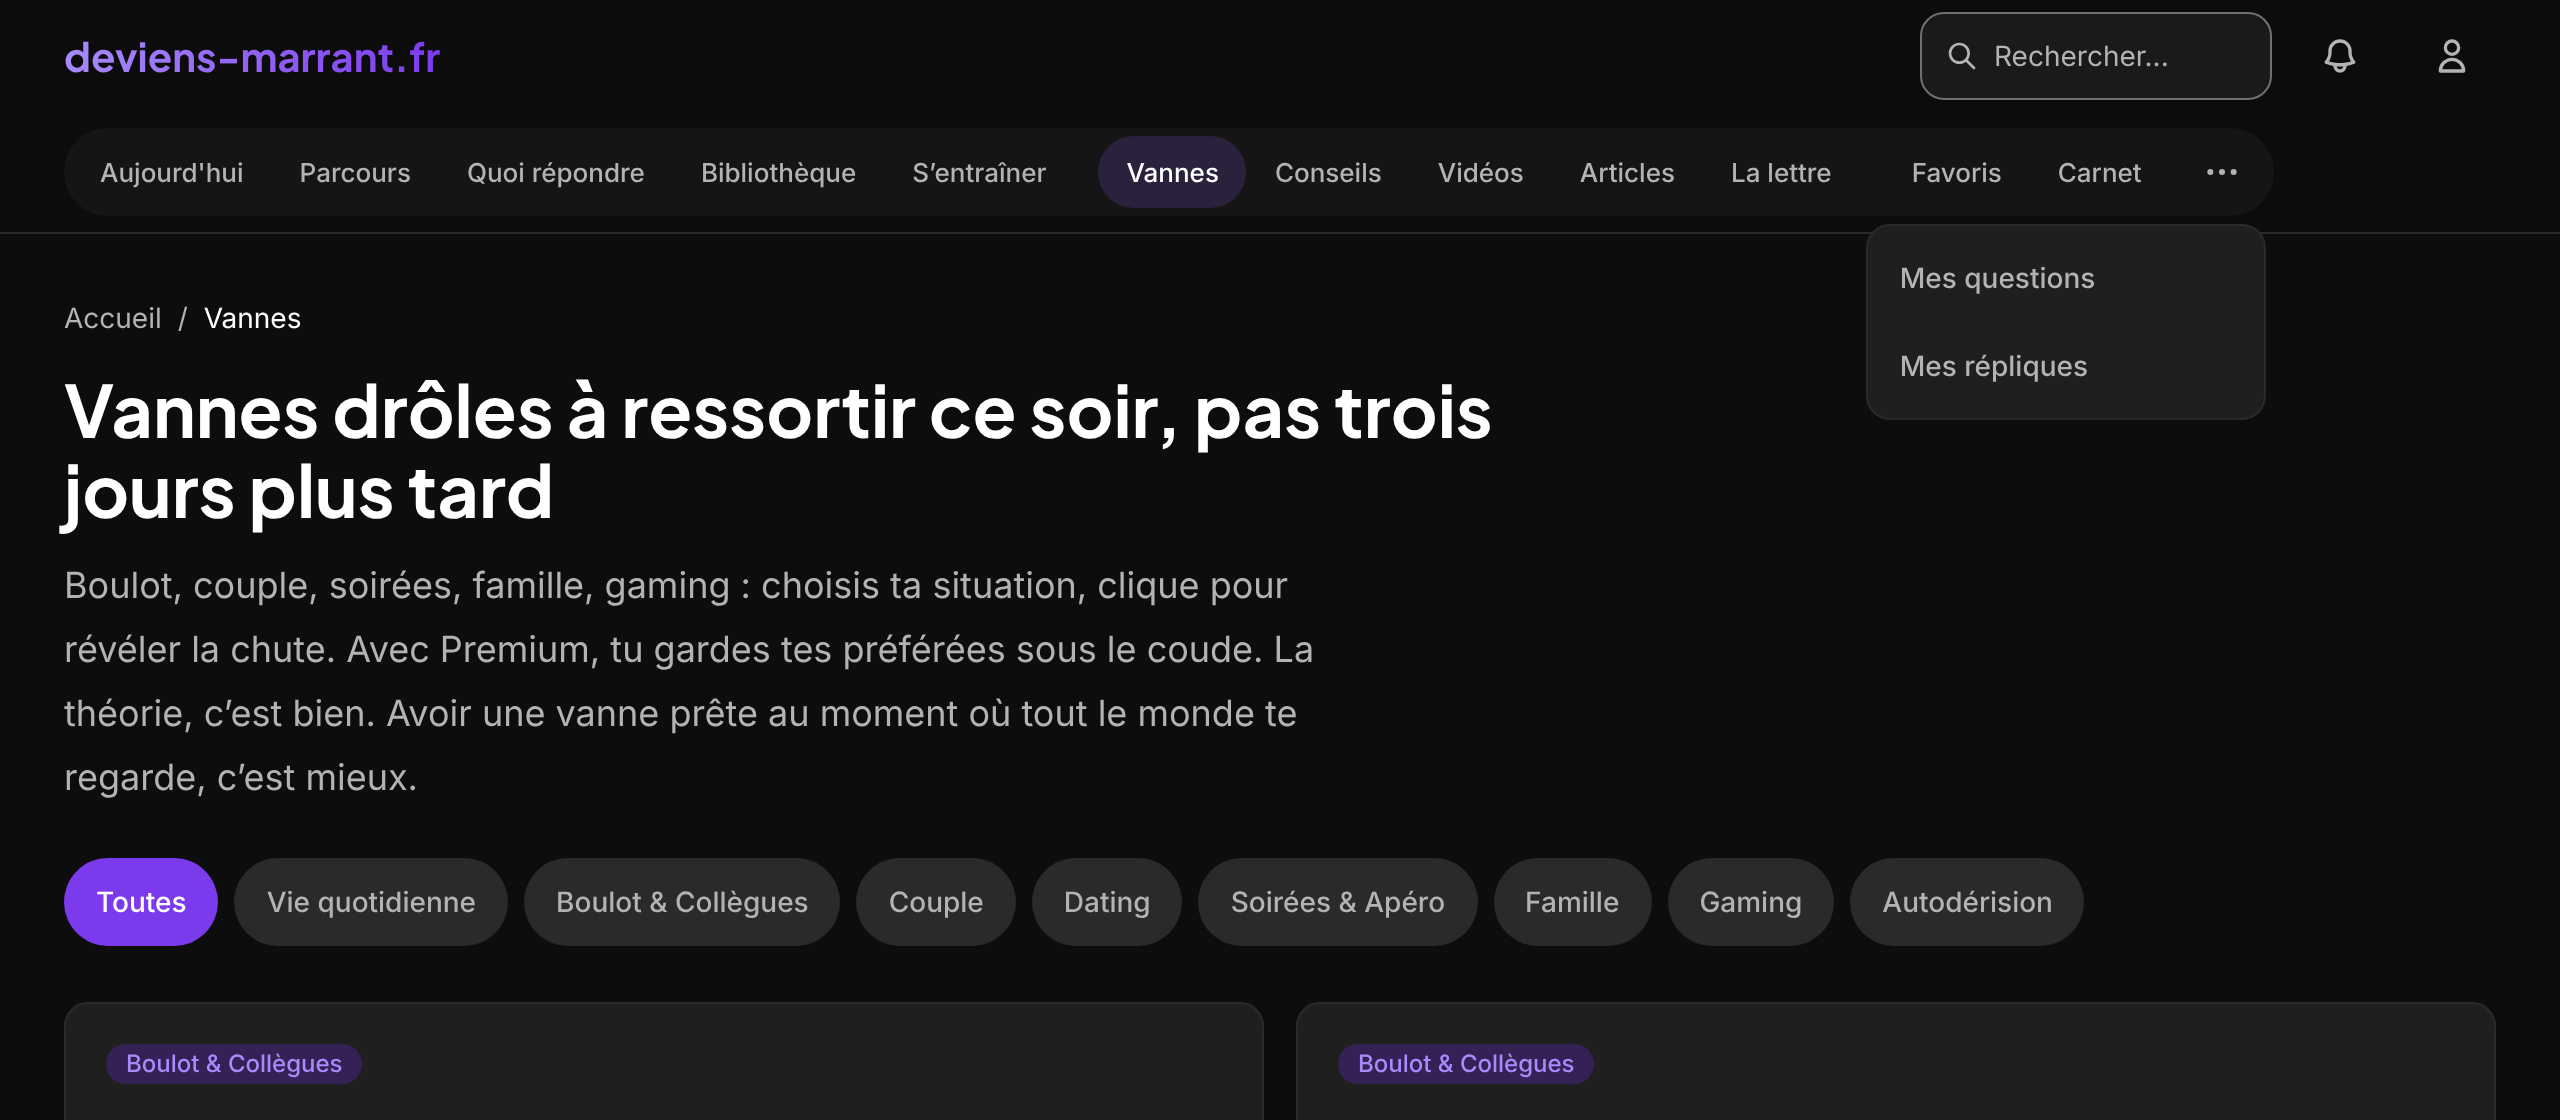 deviens-marrant.fr
Rechercher...
Aujourd'hui Parcours Quoi répondre Bibliothèque S’entraîner Vannes Conseils Vidéos Articles La lettre Favoris Carnet ···
Mes questions
Mes répliques
Accueil / Vannes
Vannes drôles à ressortir ce soir, pas trois
jours plus tard
Boulot, couple, soirées, famille, gaming : choisis ta situation, clique pour
révéler la chute. Avec Premium, tu gardes tes préférées sous le coude. La
théorie, c’est bien. Avoir une vanne prête au moment où tout le monde te
regarde, c’est mieux.
Toutes Vie quotidienne Boulot & Collègues Couple Dating Soirées & Apéro Famille Gaming Autodérision
Boulot & Collègues Boulot & Collègues